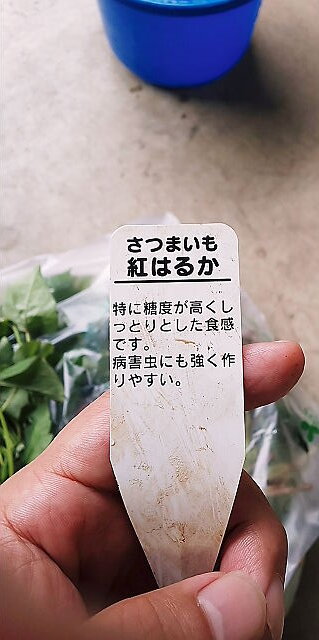 さつまいも
紅はるか
特に糖度が高くし
っとりとした食感
です。
病害虫にも強く作
りやすい。